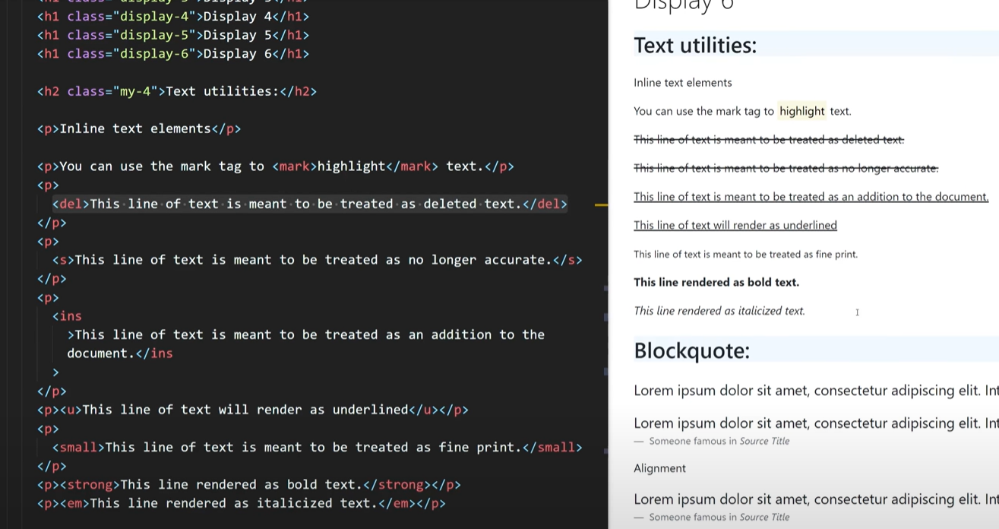 <h1 class="display-4">Display 4</h1>
<h1 class="display-5">Display 5</h1>
<h1 class="display-6">Display 6</h1>
<h2 class="my-4">Text utilities:</h2>
<p>Inline text elements</p>
<p>You can use the mark tag to <mark>highlight</mark> text.</p>
<p>
<del>This line of text is meant to be treated as deleted text.</del>
</p>
<p>
<s>This line of text is meant to be treated as no longer accurate.</s>
</p>
<p>
<ins
>This line of text is meant to be treated as an addition to the
document.</ins
>
</p>
<p><u>This line of text will render as underlined</u></p>
<p>
<small>This line of text is meant to be treated as fine print.</small>
</p>
<p><strong>This line rendered as bold text.</strong></p>
<p><em>This line rendered as italicized text.</em></p>
Display 6
Text utilities:
Inline text elements
You can use the mark tag to highlight text.
This line of text is meant to be treated as deleted text.
This line of text is meant to be treated as no longer accurate.
This line of text is meant to be treated as an addition to the document.
This line of text will render as underlined
This line of text is meant to be treated as fine print.
This line rendered as bold text.
This line rendered as italicized text.
Blockquote:
Lorem ipsum dolor sit amet, consectetur adipiscing elit. Int
Lorem ipsum dolor sit amet, consectetur adipiscing elit. Int
— Someone famous in Source Title
Alignment
Lorem ipsum dolor sit amet, consectetur adipiscing elit. Int
— Someone famous in Source Title